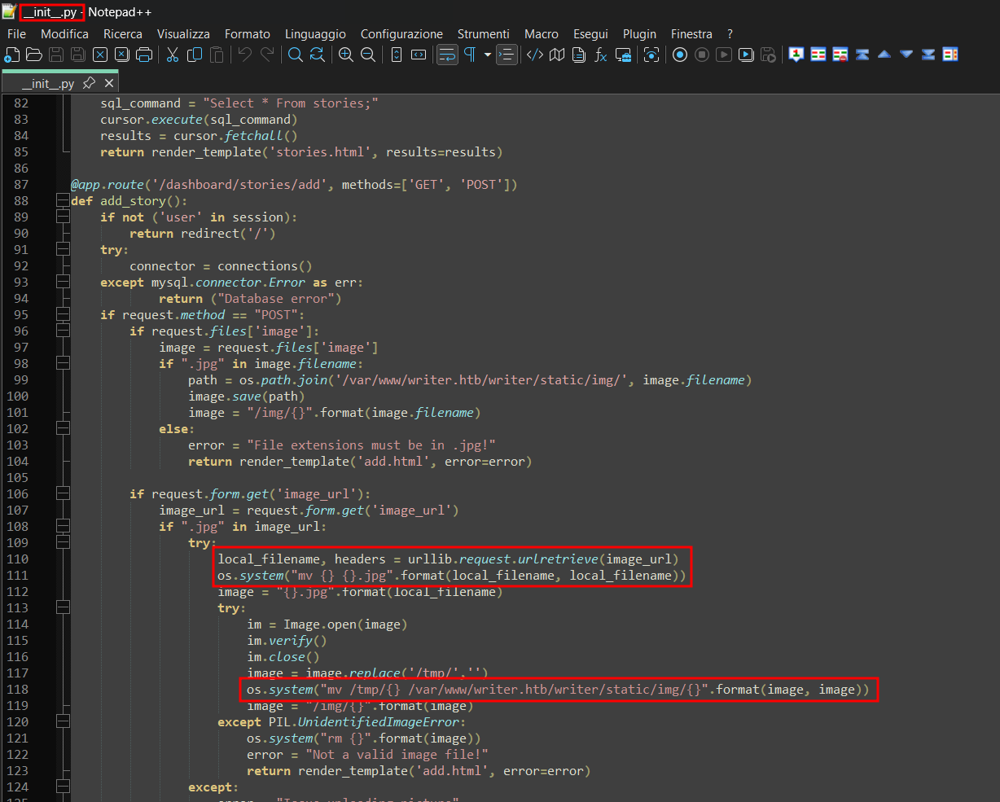 __init__.py - Notepad++
File Modifica Ricerca Visualizza Formato Linguaggio Configurazione Strumenti Macro Esegui Plugin Finestra ?
__init__.py
82 sql_command = "Select * From stories;"
83 cursor.execute(sql_command)
84 results = cursor.fetchall()
85 return render_template('stories.html', results=results)
86
87 @app.route('/dashboard/stories/add', methods=['GET', 'POST'])
88 def add_story():
89 if not ('user' in session):
90 return redirect('/')
91 try:
92 connector = connections()
93 except mysql.connector.Error as err:
94 return ("Database error")
95 if request.method == "POST":
96 if request.files['image']:
97 image = request.files['image']
98 if ".jpg" in image.filename:
99 path = os.path.join('/var/www/writer.htb/writer/static/img/', image.filename)
100 image.save(path)
101 image = "/img/{}".format(image.filename)
102 else:
103 error = "File extensions must be in .jpg!"
104 return render_template('add.html', error=error)
105
106 if request.form.get('image_url'):
107 image_url = request.form.get('image_url')
108 if ".jpg" in image_url:
109 try:
110 local_filename, headers = urllib.request.urlretrieve(image_url)
111 os.system("mv {} {}.jpg".format(local_filename, local_filename))
112 image = "{}.jpg".format(local_filename)
113 try:
114 im = Image.open(image)
115 im.verify()
116 im.close()
117 image = image.replace('/tmp/','')
118 os.system("mv /tmp/{} /var/www/writer.htb/writer/static/img/{}".format(image, image))
119 image = "/img/{}".format(image)
120 except PIL.UnidentifiedImageError:
121 os.system("rm {}".format(image))
122 error = "Not a valid image file!"
123 return render_template('add.html', error=error)
124 except: